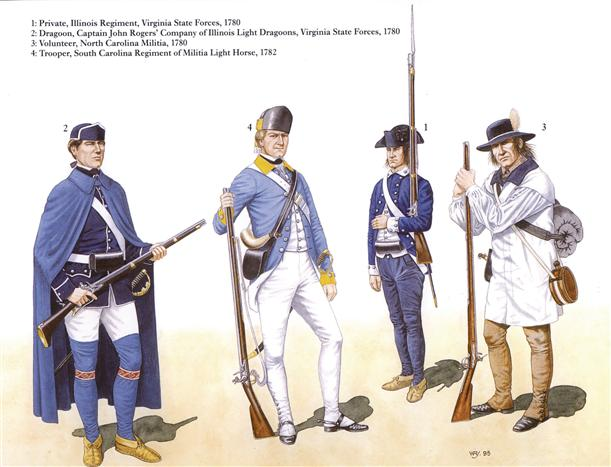 1: Private, Illinois Regiment, Virginia State Forces, 1780
2: Dragoon, Captain John Rogers' Company of Illinois Light Dragoons, Virginia State Forces, 1780
3: Volunteer, North Carolina Militia, 1780
4: Trooper, South Carolina Regiment of Militia Light Horse, 1782
2 4 1 3